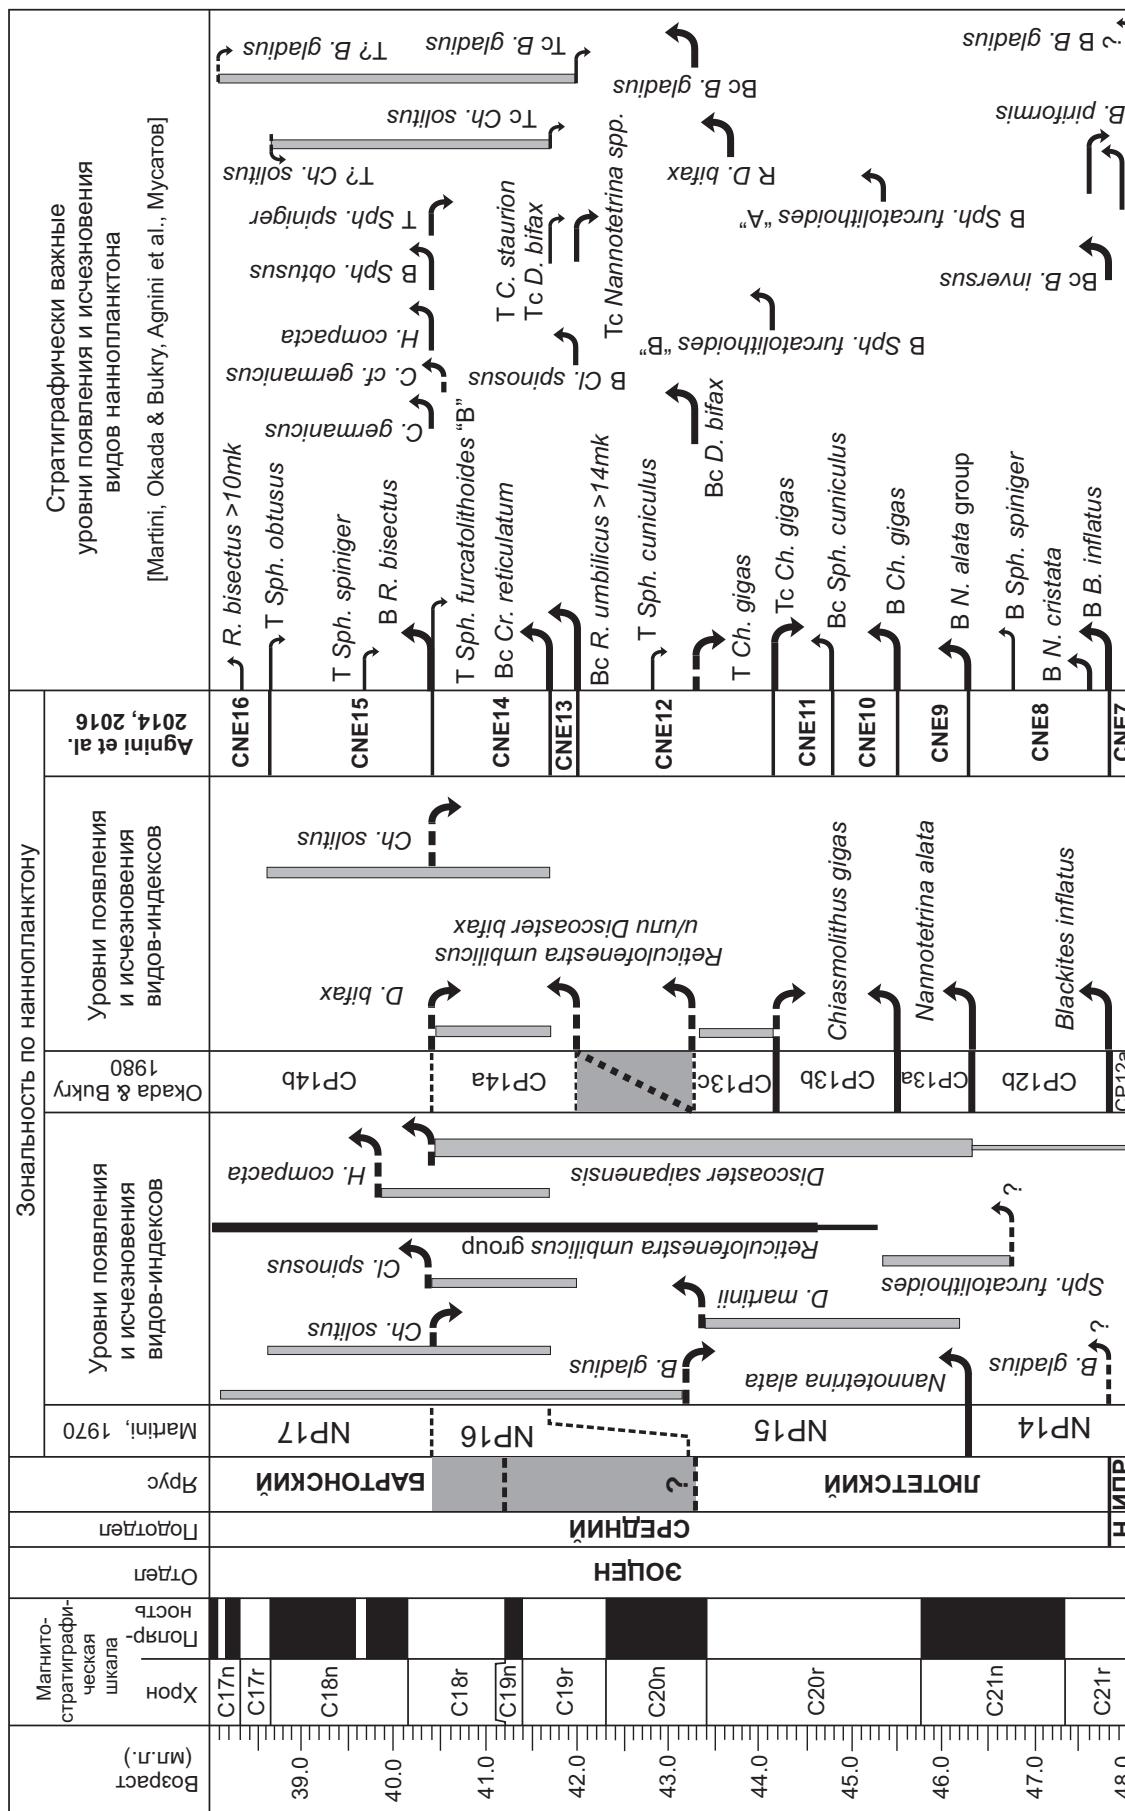 Возраст
(мл.л.)
39.0
40.0
41.0
42.0
43.0
44.0
45.0
46.0
47.0
48.0
Магнито-
стратиграфи-
ческая
шкала
Хрон
Поляр-
ность
C17n
C17r
C18n
C18r
C19n
C19r
C20n
C20r
C21n
C21r
Отдел
ЭОЦЕН
Подотдел
СРЕДНИЙ
Н
Ярус
БАРТОНСКИЙ
?
ЛЮТЕТСКИЙ
ИПР
Зональность по наннопланктону
Martini, 1970
NP17
NP16
NP15
NP14
Уровни появления
и исчезновения
видов-индексов
B. gladius
Nannotetrina alata
B. gladius
?
Ch. solitus
D. martinii
Cl. spinosus
Sph. furcatolithoides
?
Reticulofenestra umbilicus group
H. compacta
Discoaster saipanensis
Okada & Bukry
1980
CP14b
CP14a
CP13c
CP13b
CP13a
CP12b
CP12a
Уровни появления
и исчезновения
видов-индексов
D. bifax
Reticulofenestra umbilicus
и/или Discoaster bifax
Chiasmolithus gigas
Nannotetrina alata
Blackites inflatus
Ch. solitus
Agnini et al.
2014, 2016
CNE16
CNE15
CNE14
CNE13
CNE12
CNE11
CNE10
CNE9
CNE8
CNE7
Стратиграфически важные
уровни появления и исчезновения
видов наннопланктона
[Martini, Okada & Bukry, Agnini et al., Мусатов]
R. bisectus >10mk
T Sph. obtusus
T Sph. spiniger
B R. bisectus
T Sph. furcatolithoides "B"
Bc Cr. reticulatum
Bc R. umbilicus >14mk
T Sph. cuniculus
T Ch. gigas
Tc Ch. gigas
Bc Sph. cuniculus
B Ch. gigas
B N. alata group
B Sph. spiniger
B N. cristata
B B. inflatus
C. germanicus
C. cf. germanicus
H. compacta
B Sph. obtusus
T Sph. spiniger
B Cl. spinosus
Bc D. bifax
T C. staurion
Tc D. bifax
Tc Nannotetrina spp.
B Sph. furcatolithoides "B"
B Sph. furcatolithoides "A"
Bc B. inversus
T? Ch. solitus
Tc Ch. solitus
R D. bifax
B. piriformis
T? B. gladius
Tc B. gladius
Bc B. gladius
B B. gladius
?